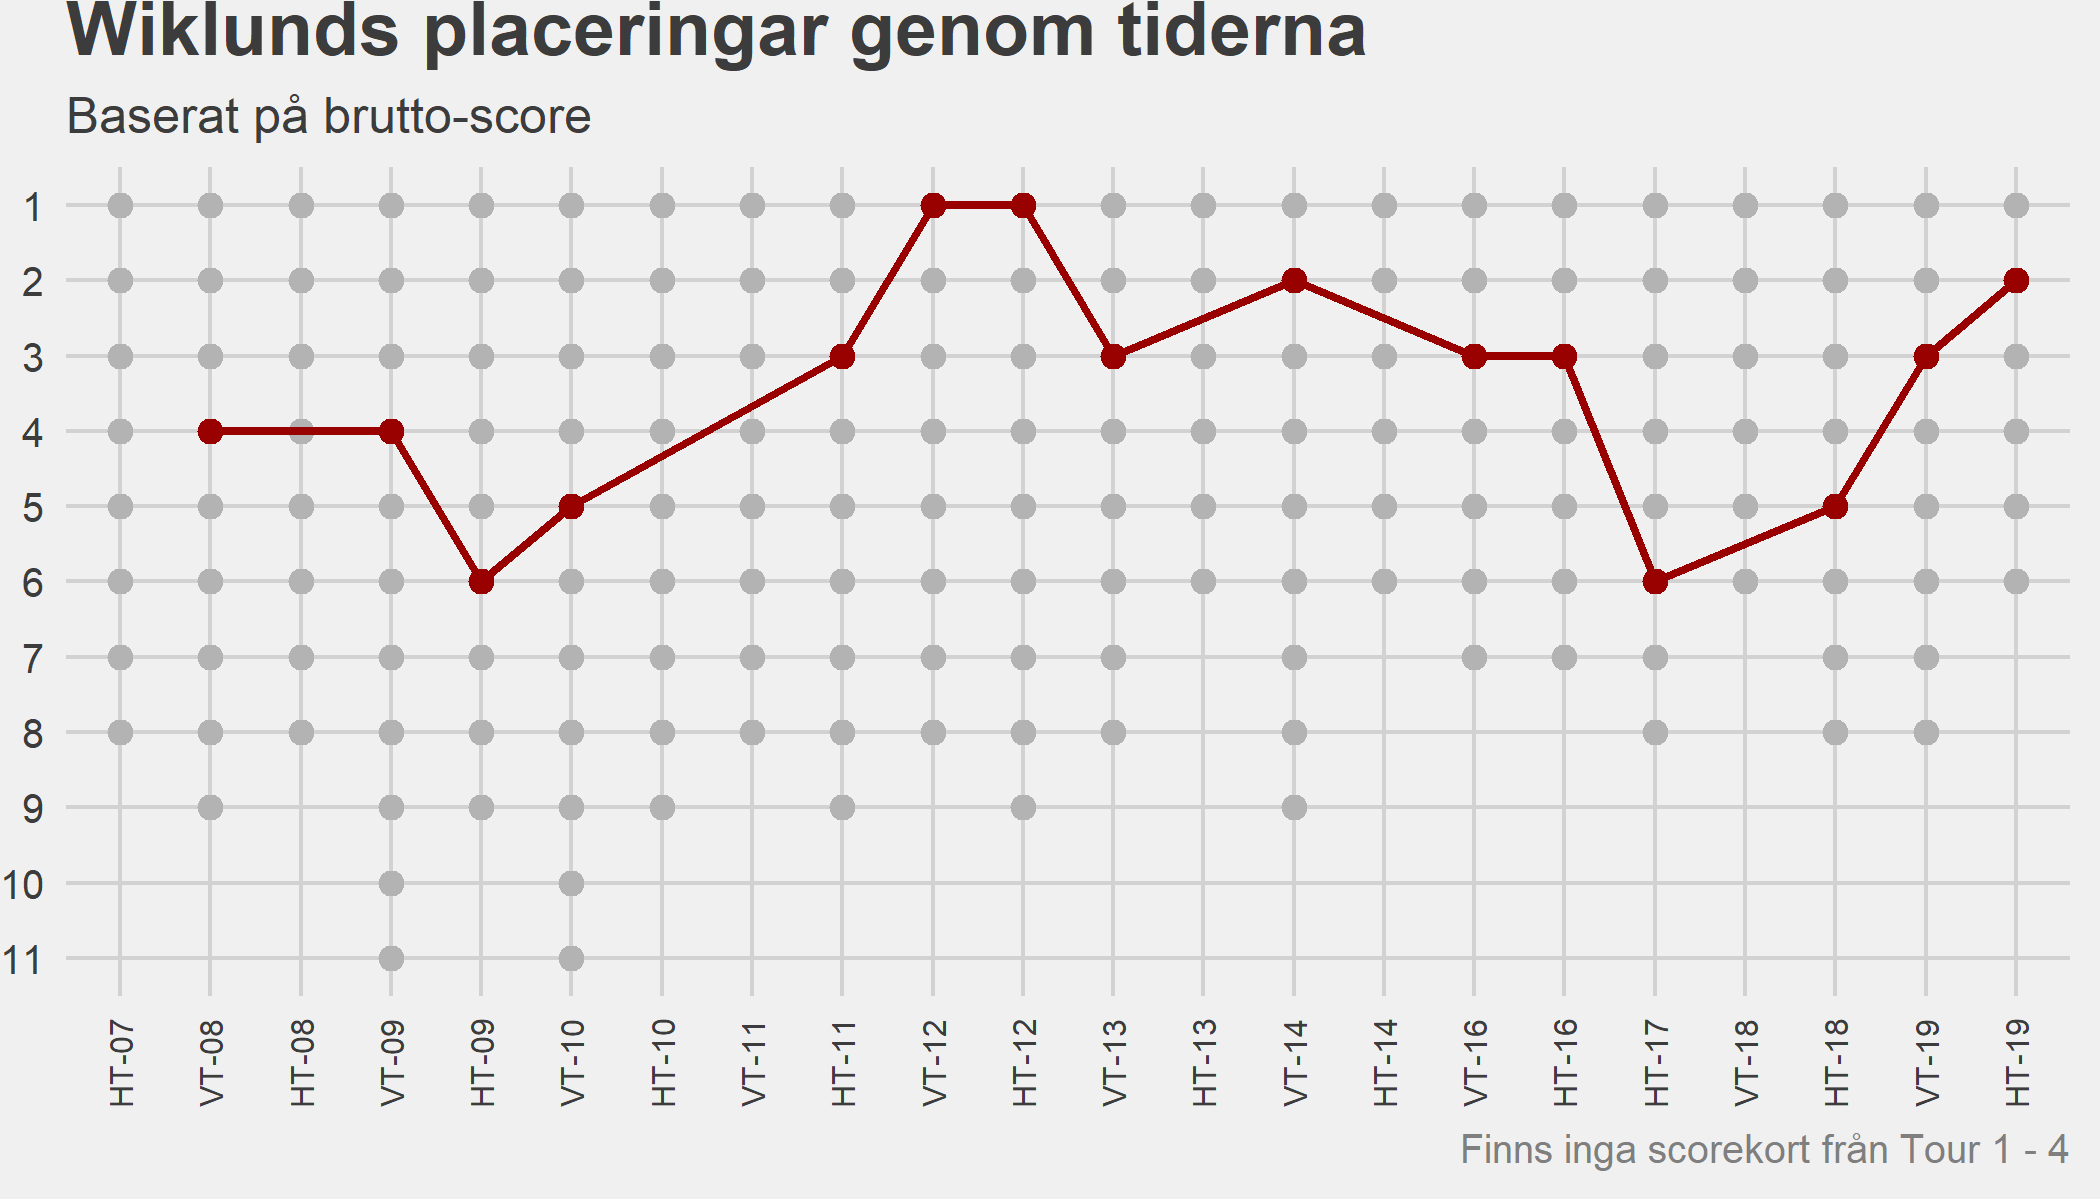 Wiklunds placeringar genom tiderna
Baserat på brutto-score
1
2
3
4
5
6
7
8
9
10
11
HT-07
VT-08
HT-08
VT-09
HT-09
VT-10
HT-10
VT-11
HT-11
VT-12
HT-12
VT-13
HT-13
VT-14
HT-14
VT-16
HT-16
HT-17
VT-18
HT-18
VT-19
HT-19
Finns inga scorekort från Tour 1 - 4